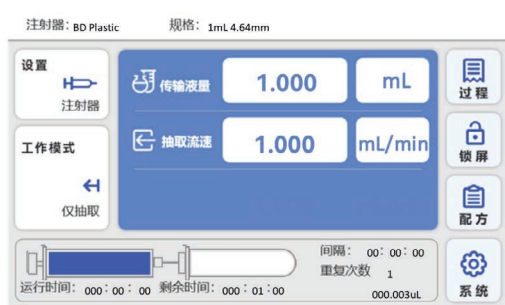 注射器: BD Plastic 规格: 1mL 4.64mm
设置
注射器
传输液量 1.000 mL
过程
工作模式
仅抽取
抽取流速 1.000 mL/min
锁屏
配方
间隔: 00: 00: 00
重复次数 1
运行时间: 000: 00: 00 剩余时间: 000: 01: 00
000.003uL
系统